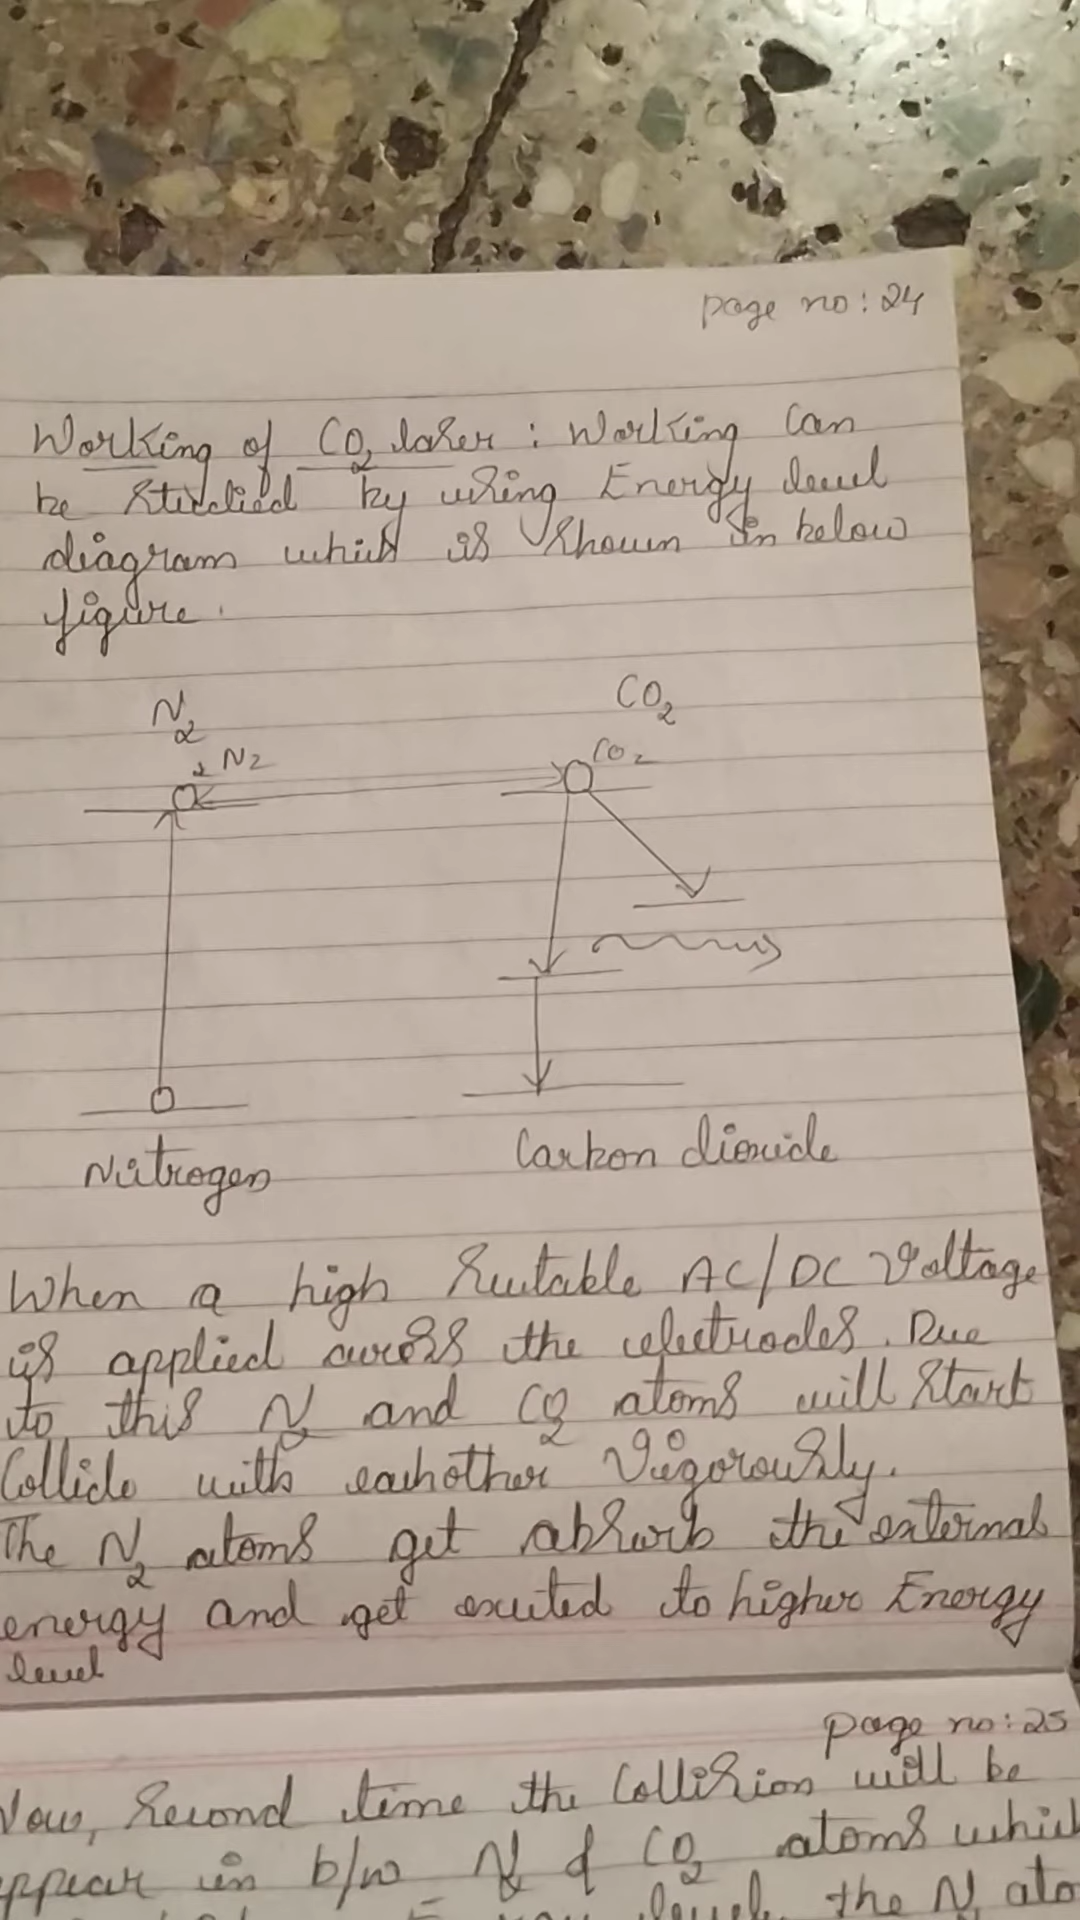 page no: 24
Working of CO2 laser: Working can
be studied by using Energy level
diagram which is shown in below
figure.
N2
CO2
N2
CO2
Nitrogen
Carbon dioxide
When a high Suitable AC/DC Voltage
is applied across the electrodes. Due
to this N2 and CO2 atoms will Start
Collide with eachother Vigorously.
The N2 atoms get absorb the external
energy and get excited to higher Energy
level
page no: 25
Now, Second time the Collision will be
appear in b/w N2 & CO2 atoms which
level the N2